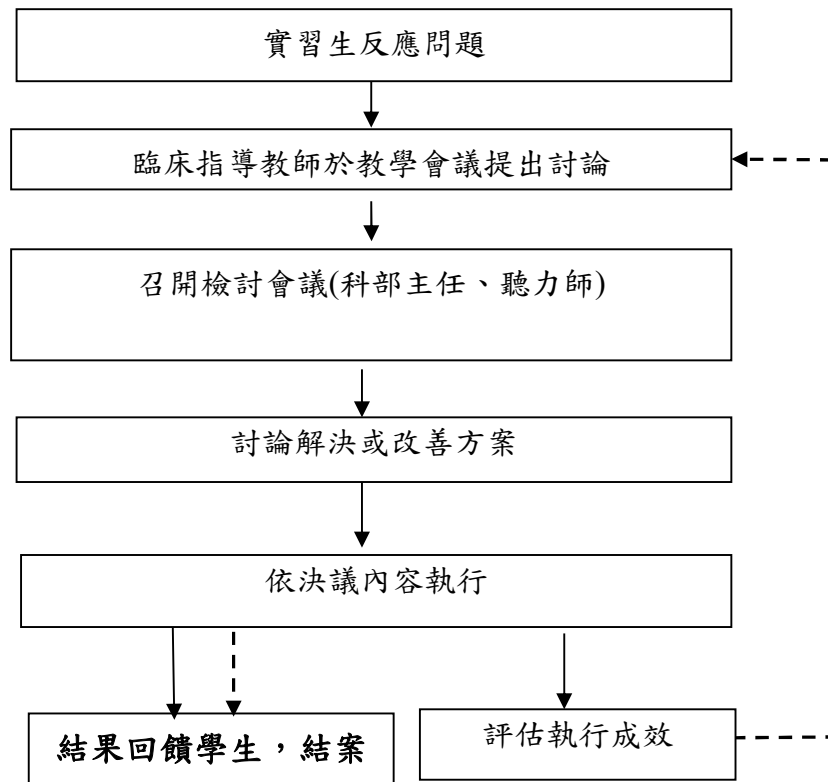 實習生反應問題
臨床指導教師於教學會議提出討論
召開檢討會議(科部主任、聽力師)
討論解決或改善方案
依決議內容執行
結果回饋學生，結案
評估執行成效